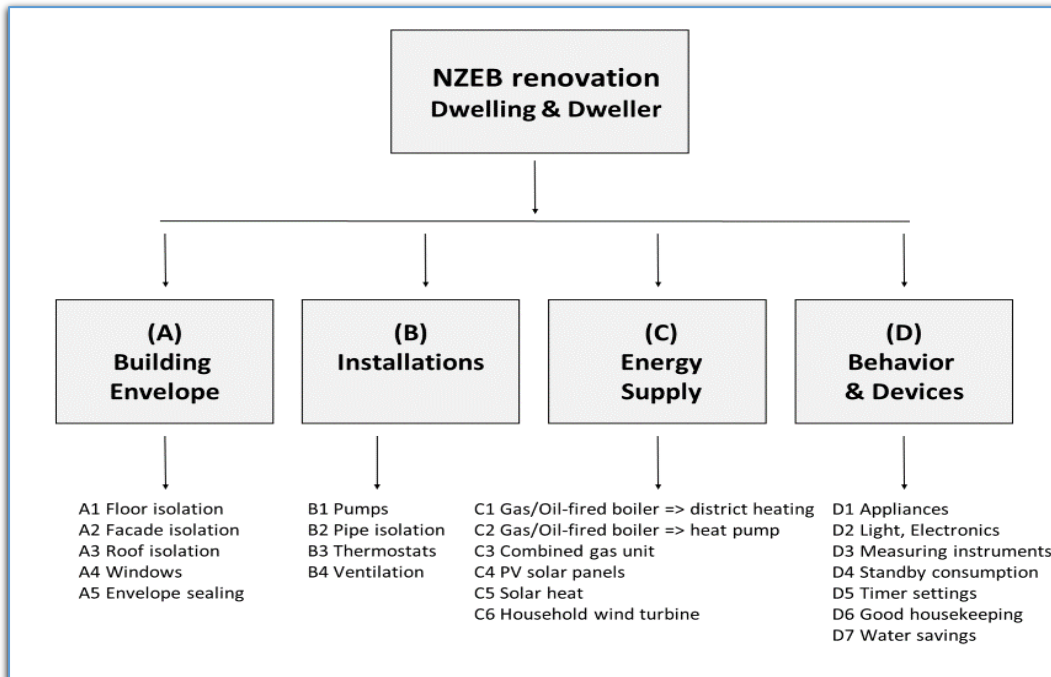 NZEB renovation
Dwelling & Dweller
(A)
Building
Envelope
(B)
Installations
(C)
Energy
Supply
(D)
Behavior
& Devices
A1 Floor isolation
A2 Facade isolation
A3 Roof isolation
A4 Windows
A5 Envelope sealing
B1 Pumps
B2 Pipe isolation
B3 Thermostats
B4 Ventilation
C1 Gas/Oil-fired boiler => district heating
C2 Gas/Oil-fired boiler => heat pump
C3 Combined gas unit
C4 PV solar panels
C5 Solar heat
C6 Household wind turbine
D1 Appliances
D2 Light, Electronics
D3 Measuring instruments
D4 Standby consumption
D5 Timer settings
D6 Good housekeeping
D7 Water savings